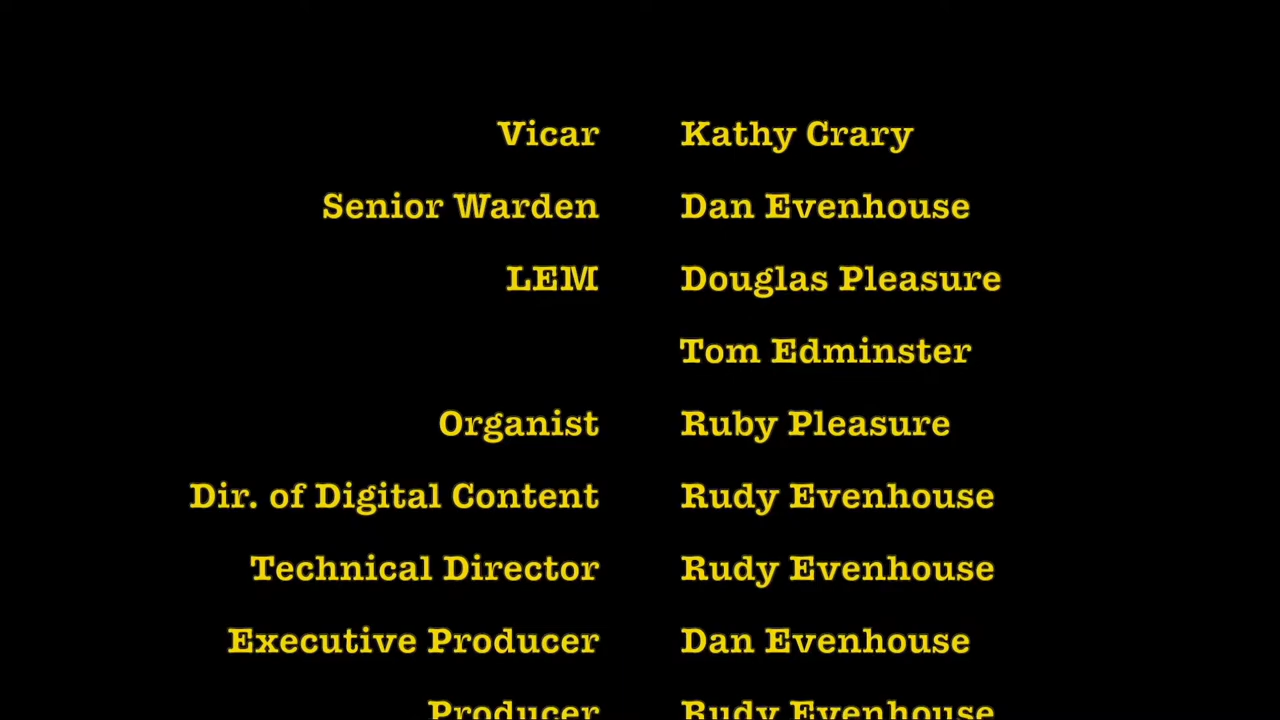 Vicar Kathy Crary
Senior Warden Dan Evenhouse
LEM Douglas Pleasure
Tom Edminster
Organist Ruby Pleasure
Dir. of Digital Content Rudy Evenhouse
Technical Director Rudy Evenhouse
Executive Producer Dan Evenhouse
Producer Rudy Evenhouse